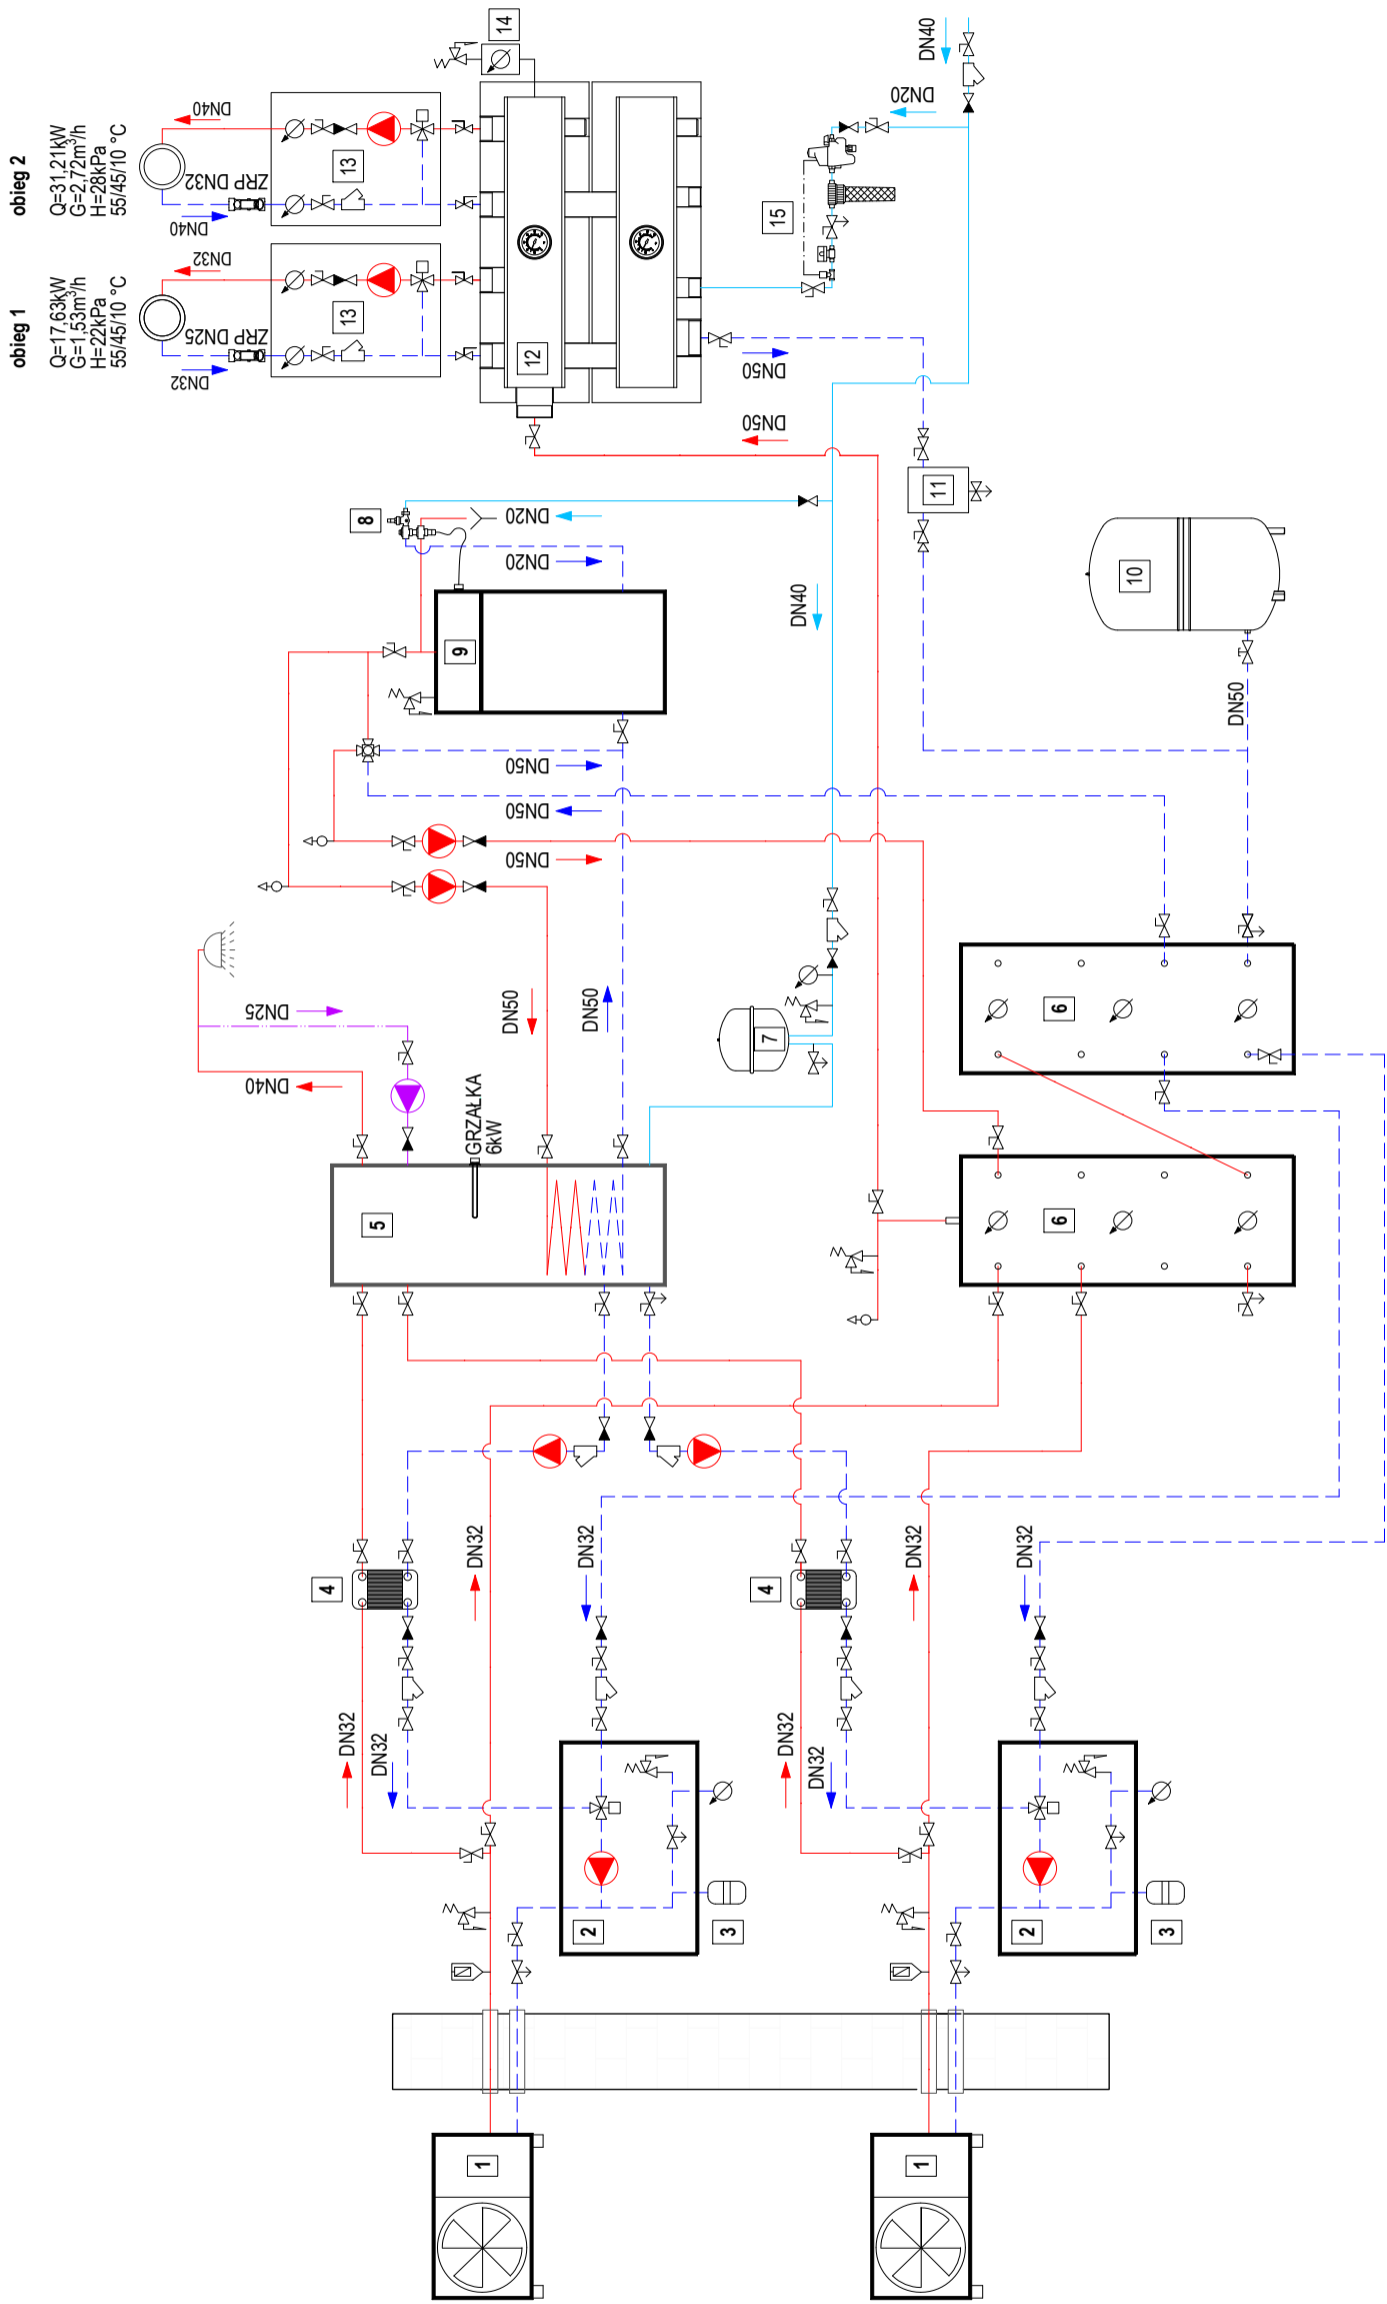 obieg 1
Q=17,63kW
G=1,53m³/h
H=22kPa
55/45/10 °C
obieg 2
Q=31,21kW
G=2,72m³/h
H=28kPa
55/45/10 °C
DN32
ZRP DN25
DN32
DN40
ZRP DN32
DN40
13
13
14
DN40
DN25
4
DN32
DN32
5
8
GRZAŁKA
6kW
9
DN32
1
DN50
DN50
DN50
DN50
DN20
DN20
12
2
DN32
DN50
3
4
7
DN50
DN50
15
DN32
DN32
DN40
DN20
1
DN32
DN40
11
2
DN32
6
6
10
3
DN50